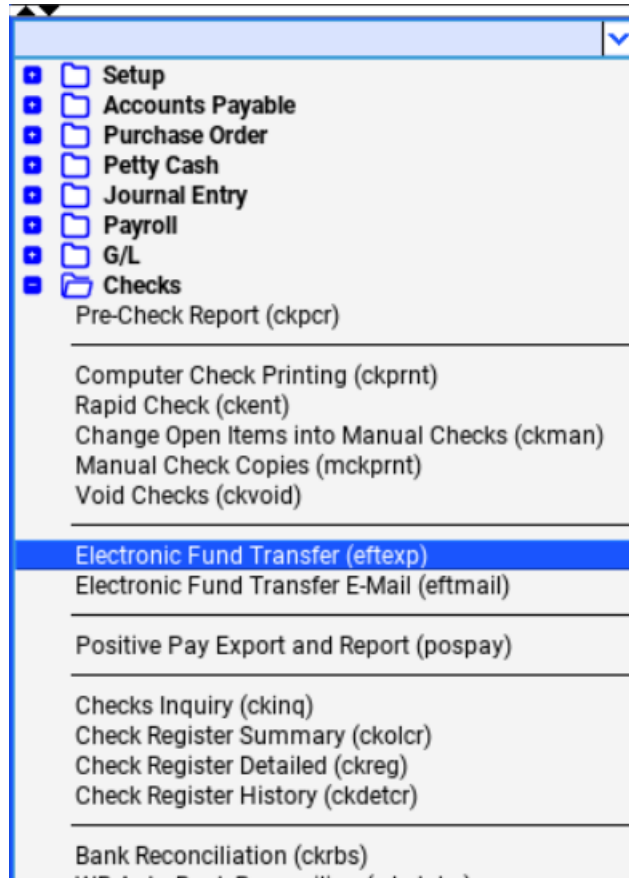 Setup
Accounts Payable
Purchase Order
Petty Cash
Journal Entry
Payroll
G/L
Checks
Pre-Check Report (ckpcr)
Computer Check Printing (ckprnt)
Rapid Check (ckent)
Change Open Items into Manual Checks (ckman)
Manual Check Copies (mckprnt)
Void Checks (ckvoid)
Electronic Fund Transfer (eftexp)
Electronic Fund Transfer E-Mail (eftmail)
Positive Pay Export and Report (pospay)
Checks Inquiry (ckinq)
Check Register Summary (ckolcr)
Check Register Detailed (ckreg)
Check Register History (ckdetcr)
Bank Reconciliation (ckrbs)